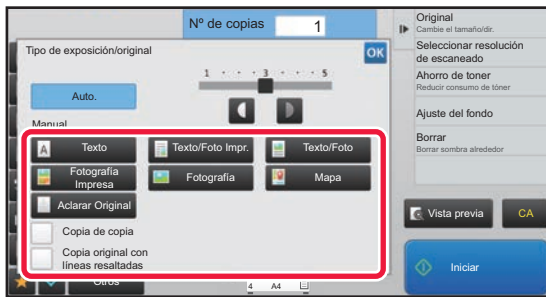 Nº de copias 1
Tipo de exposición/original
OK
1 · · · 3 · · · 5
Auto.
Manual
A Texto
Texto/Foto Impr.
Texto/Foto
Fotografía
Impresa
Fotografía
Mapa
Aclarar Original
Copia de copia
Copia original con
líneas resaltadas
Otros
4 A4
Original
Cambie el tamaño/dir.
Seleccionar resolución
de escaneado
Ahorro de toner
Reducir consumo de tóner
Ajuste del fondo
Borrar
Borrar sombra alrededor
Vista previa
CA
Iniciar